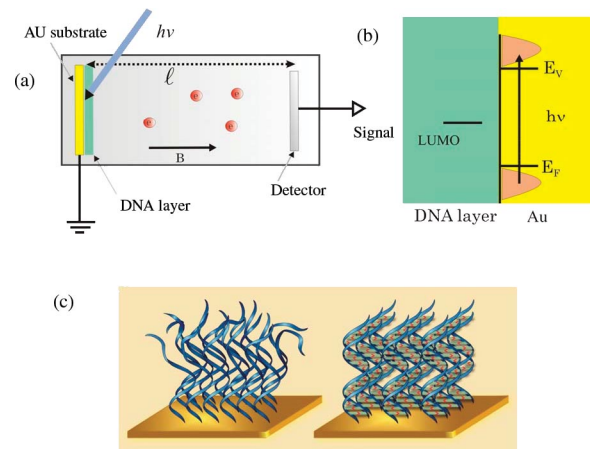 AU substrate
hν
(a)
ℓ
e
e
e
e
e
B
Signal
Detector
DNA layer
(b)
E_V
hν
LUMO
E_F
DNA layer
Au
(c)